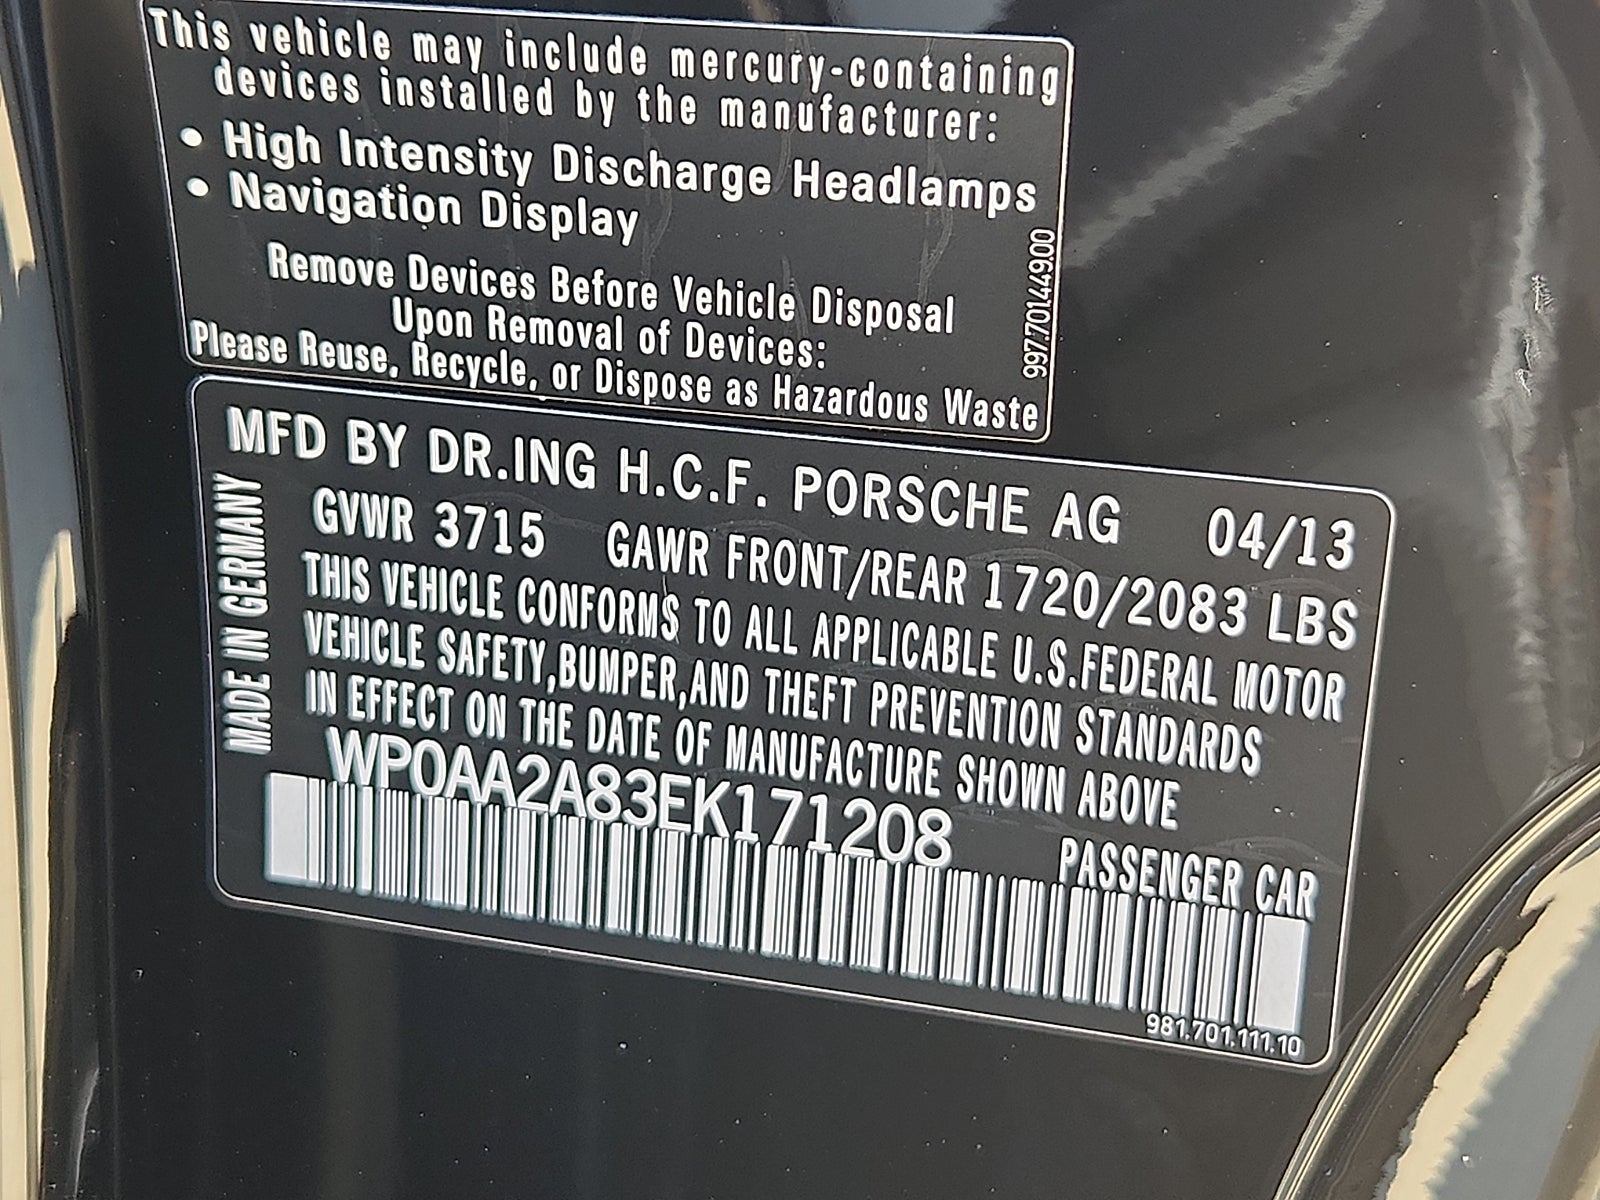 This vehicle may include mercury-containing
devices installed by the manufacturer:
• High Intensity Discharge Headlamps
• Navigation Display
Remove Devices Before Vehicle Disposal
Upon Removal of Devices:
Please Reuse, Recycle, or Dispose as Hazardous Waste
997.701.449.00
MFD BY DR.ING H.C.F. PORSCHE AG 04/13
GVWR 3715 GAWR FRONT/REAR 1720/2083 LBS
THIS VEHICLE CONFORMS TO ALL APPLICABLE U.S.FEDERAL MOTOR
VEHICLE SAFETY,BUMPER,AND THEFT PREVENTION STANDARDS
IN EFFECT ON THE DATE OF MANUFACTURE SHOWN ABOVE
MADE IN GERMANY
WP0AA2A83EK171208
PASSENGER CAR
981.701.111.10